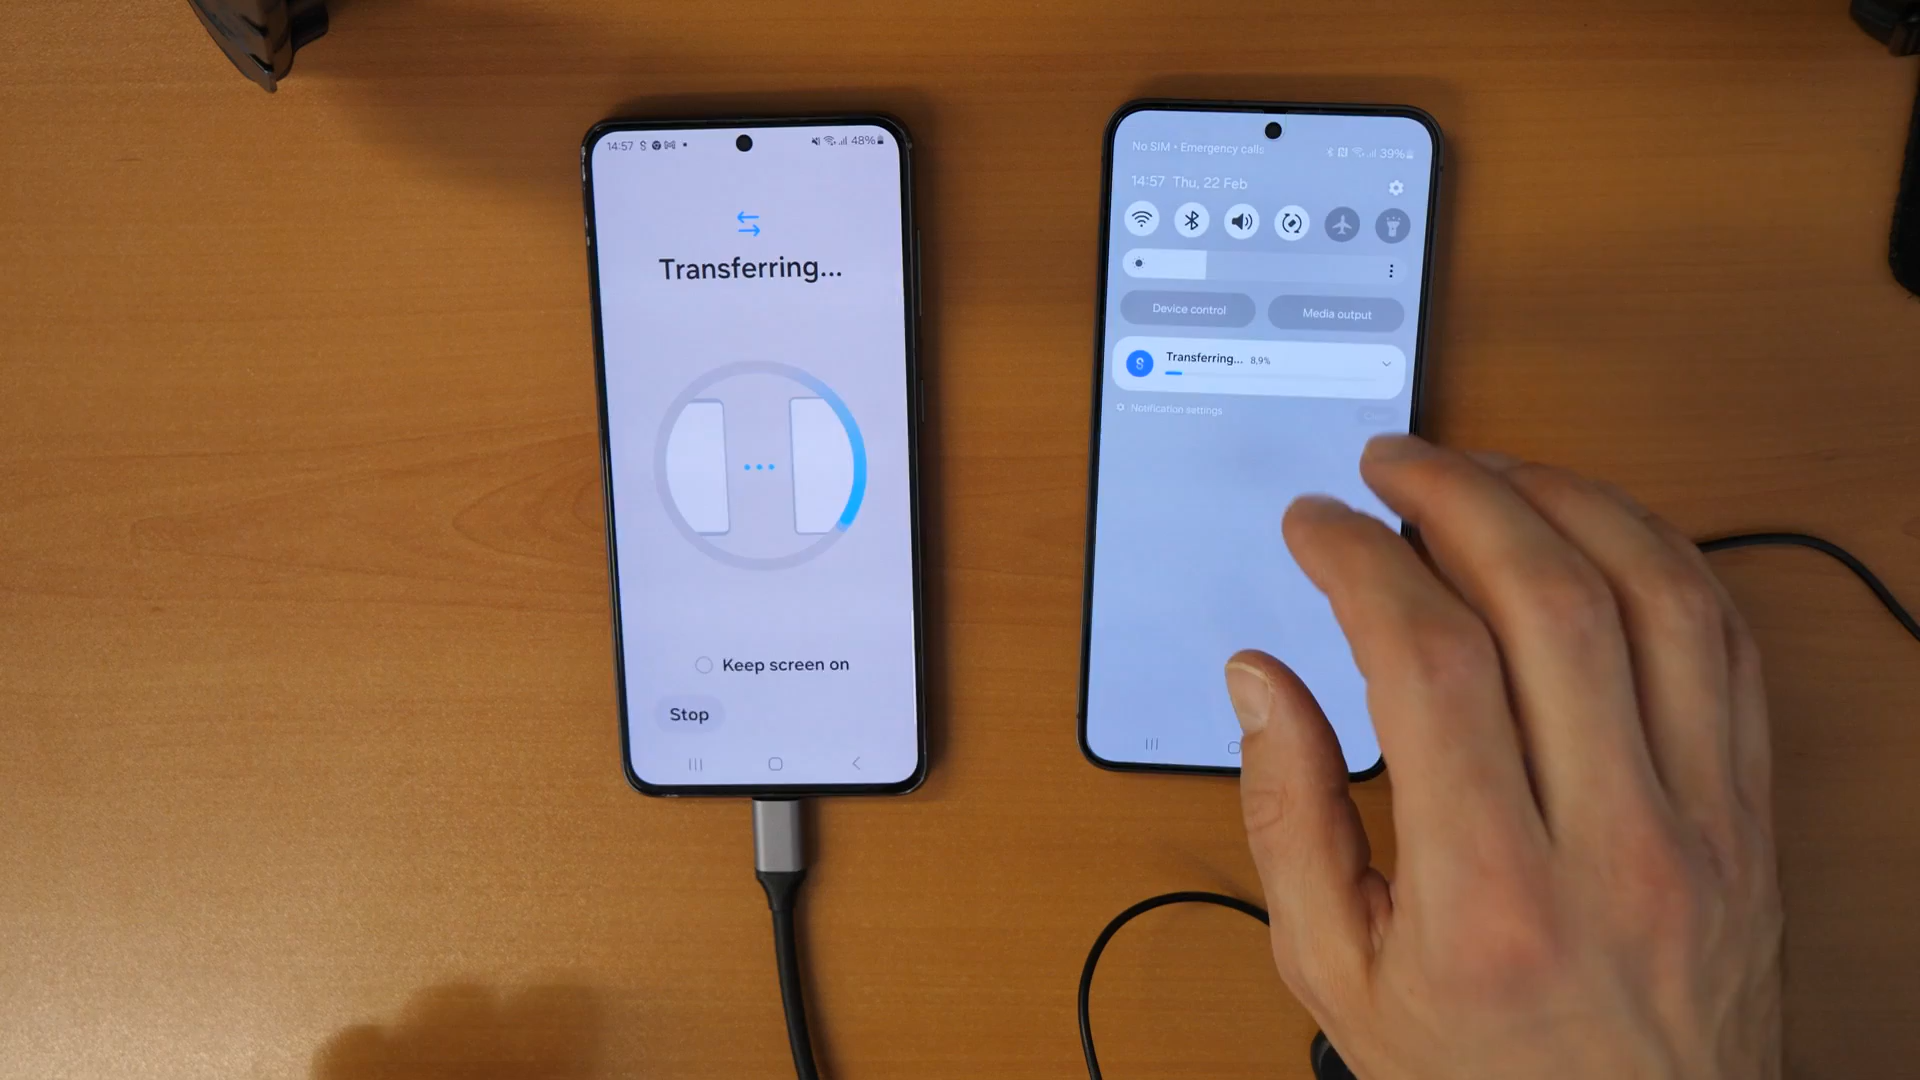 14:57
48%
Transferring...
Keep screen on
Stop
No SIM • Emergency calls
39%
14:57 Thu, 22 Feb
Device control
Media output
S
Transferring... 8.9%
Notification settings